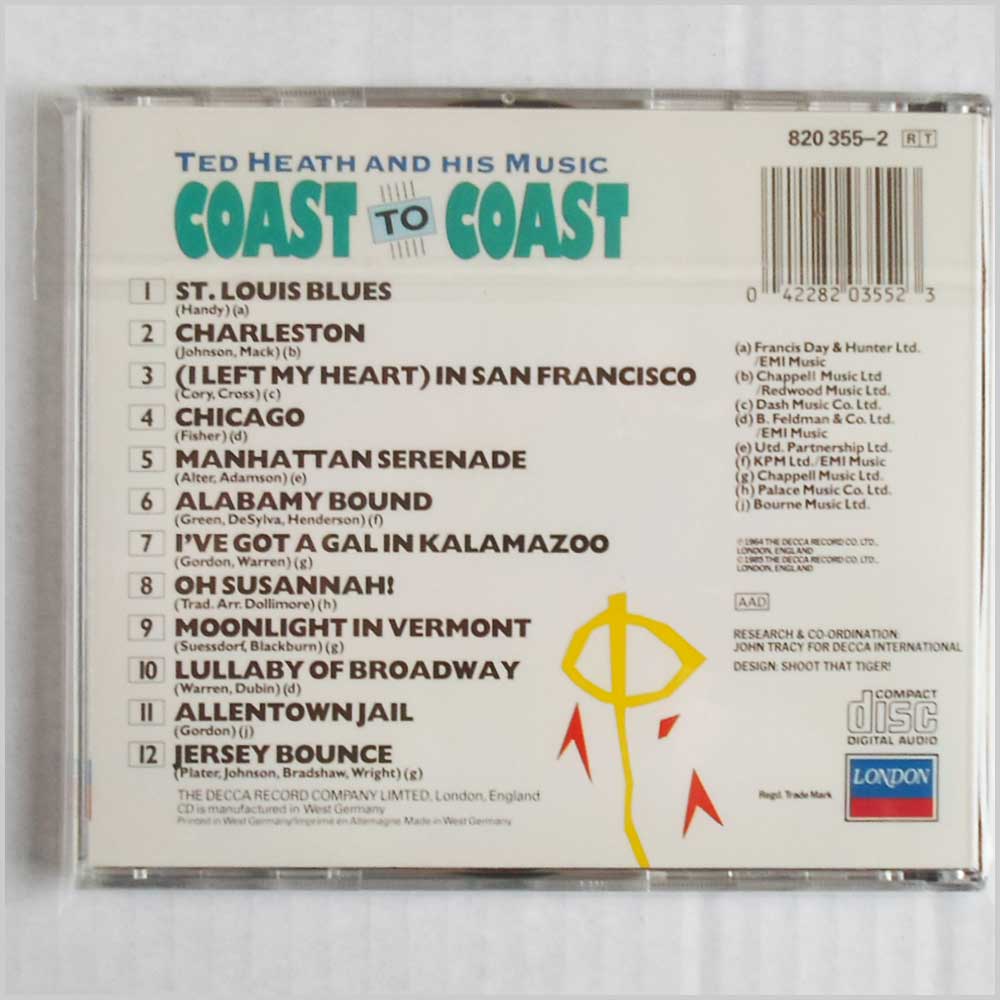 820 355–2 RT
TED HEATH AND HIS MUSIC
COAST TO COAST
0 42282 03552 3
1 ST. LOUIS BLUES
(Handy) (a)
2 CHARLESTON
(Johnson, Mack) (b)
3 (I LEFT MY HEART) IN SAN FRANCISCO
(Cory, Cross) (c)
4 CHICAGO
(Fisher) (d)
5 MANHATTAN SERENADE
(Alter, Adamson) (e)
6 ALABAMY BOUND
(Green, DeSylva, Henderson) (f)
7 I'VE GOT A GAL IN KALAMAZOO
(Gordon, Warren) (g)
8 OH SUSANNAH!
(Trad. Arr. Dollimore) (h)
9 MOONLIGHT IN VERMONT
(Suessdorf, Blackburn) (g)
10 LULLABY OF BROADWAY
(Warren, Dubin) (d)
11 ALLENTOWN JAIL
(Gordon) (j)
12 JERSEY BOUNCE
(Plater, Johnson, Bradshaw, Wright) (g)
THE DECCA RECORD COMPANY LIMTED, London, England
CD is manufactured in West Germany
Printed in West Germany/Imprimé en Allemagne. Made in West Germany
(a) Francis Day & Hunter Ltd.
/EMI Music
(b) Chappell Music Ltd
/Redwood Music Ltd.
(c) Dash Music Co. Ltd.
(d) B. Feldman & Co. Ltd.
/EMI Music
(e) Utd. Partnership Ltd.
(f) KPM Ltd./EMI Music
(g) Chappell Music Ltd.
(h) Palace Music Co. Ltd.
(j) Bourne Music Ltd.
℗ 1964 THE DECCA RECORD CO. LTD.,
LONDON, ENGLAND
© 1985 THE DECCA RECORD CO. LTD.,
LONDON, ENGLAND
AAD
RESEARCH & CO-ORDINATION:
JOHN TRACY FOR DECCA INTERNATIONAL
DESIGN: SHOOT THAT TIGER!
COMPACT
disc
DIGITAL AUDIO
LONDON
Regd. Trade Mark